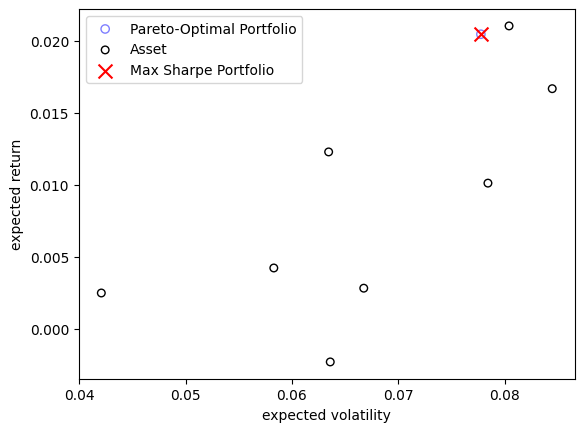 Pareto-Optimal Portfolio
Asset
Max Sharpe Portfolio
0.020
0.015
0.010
0.005
0.000
expected return
0.04 0.05 0.06 0.07 0.08
expected volatility